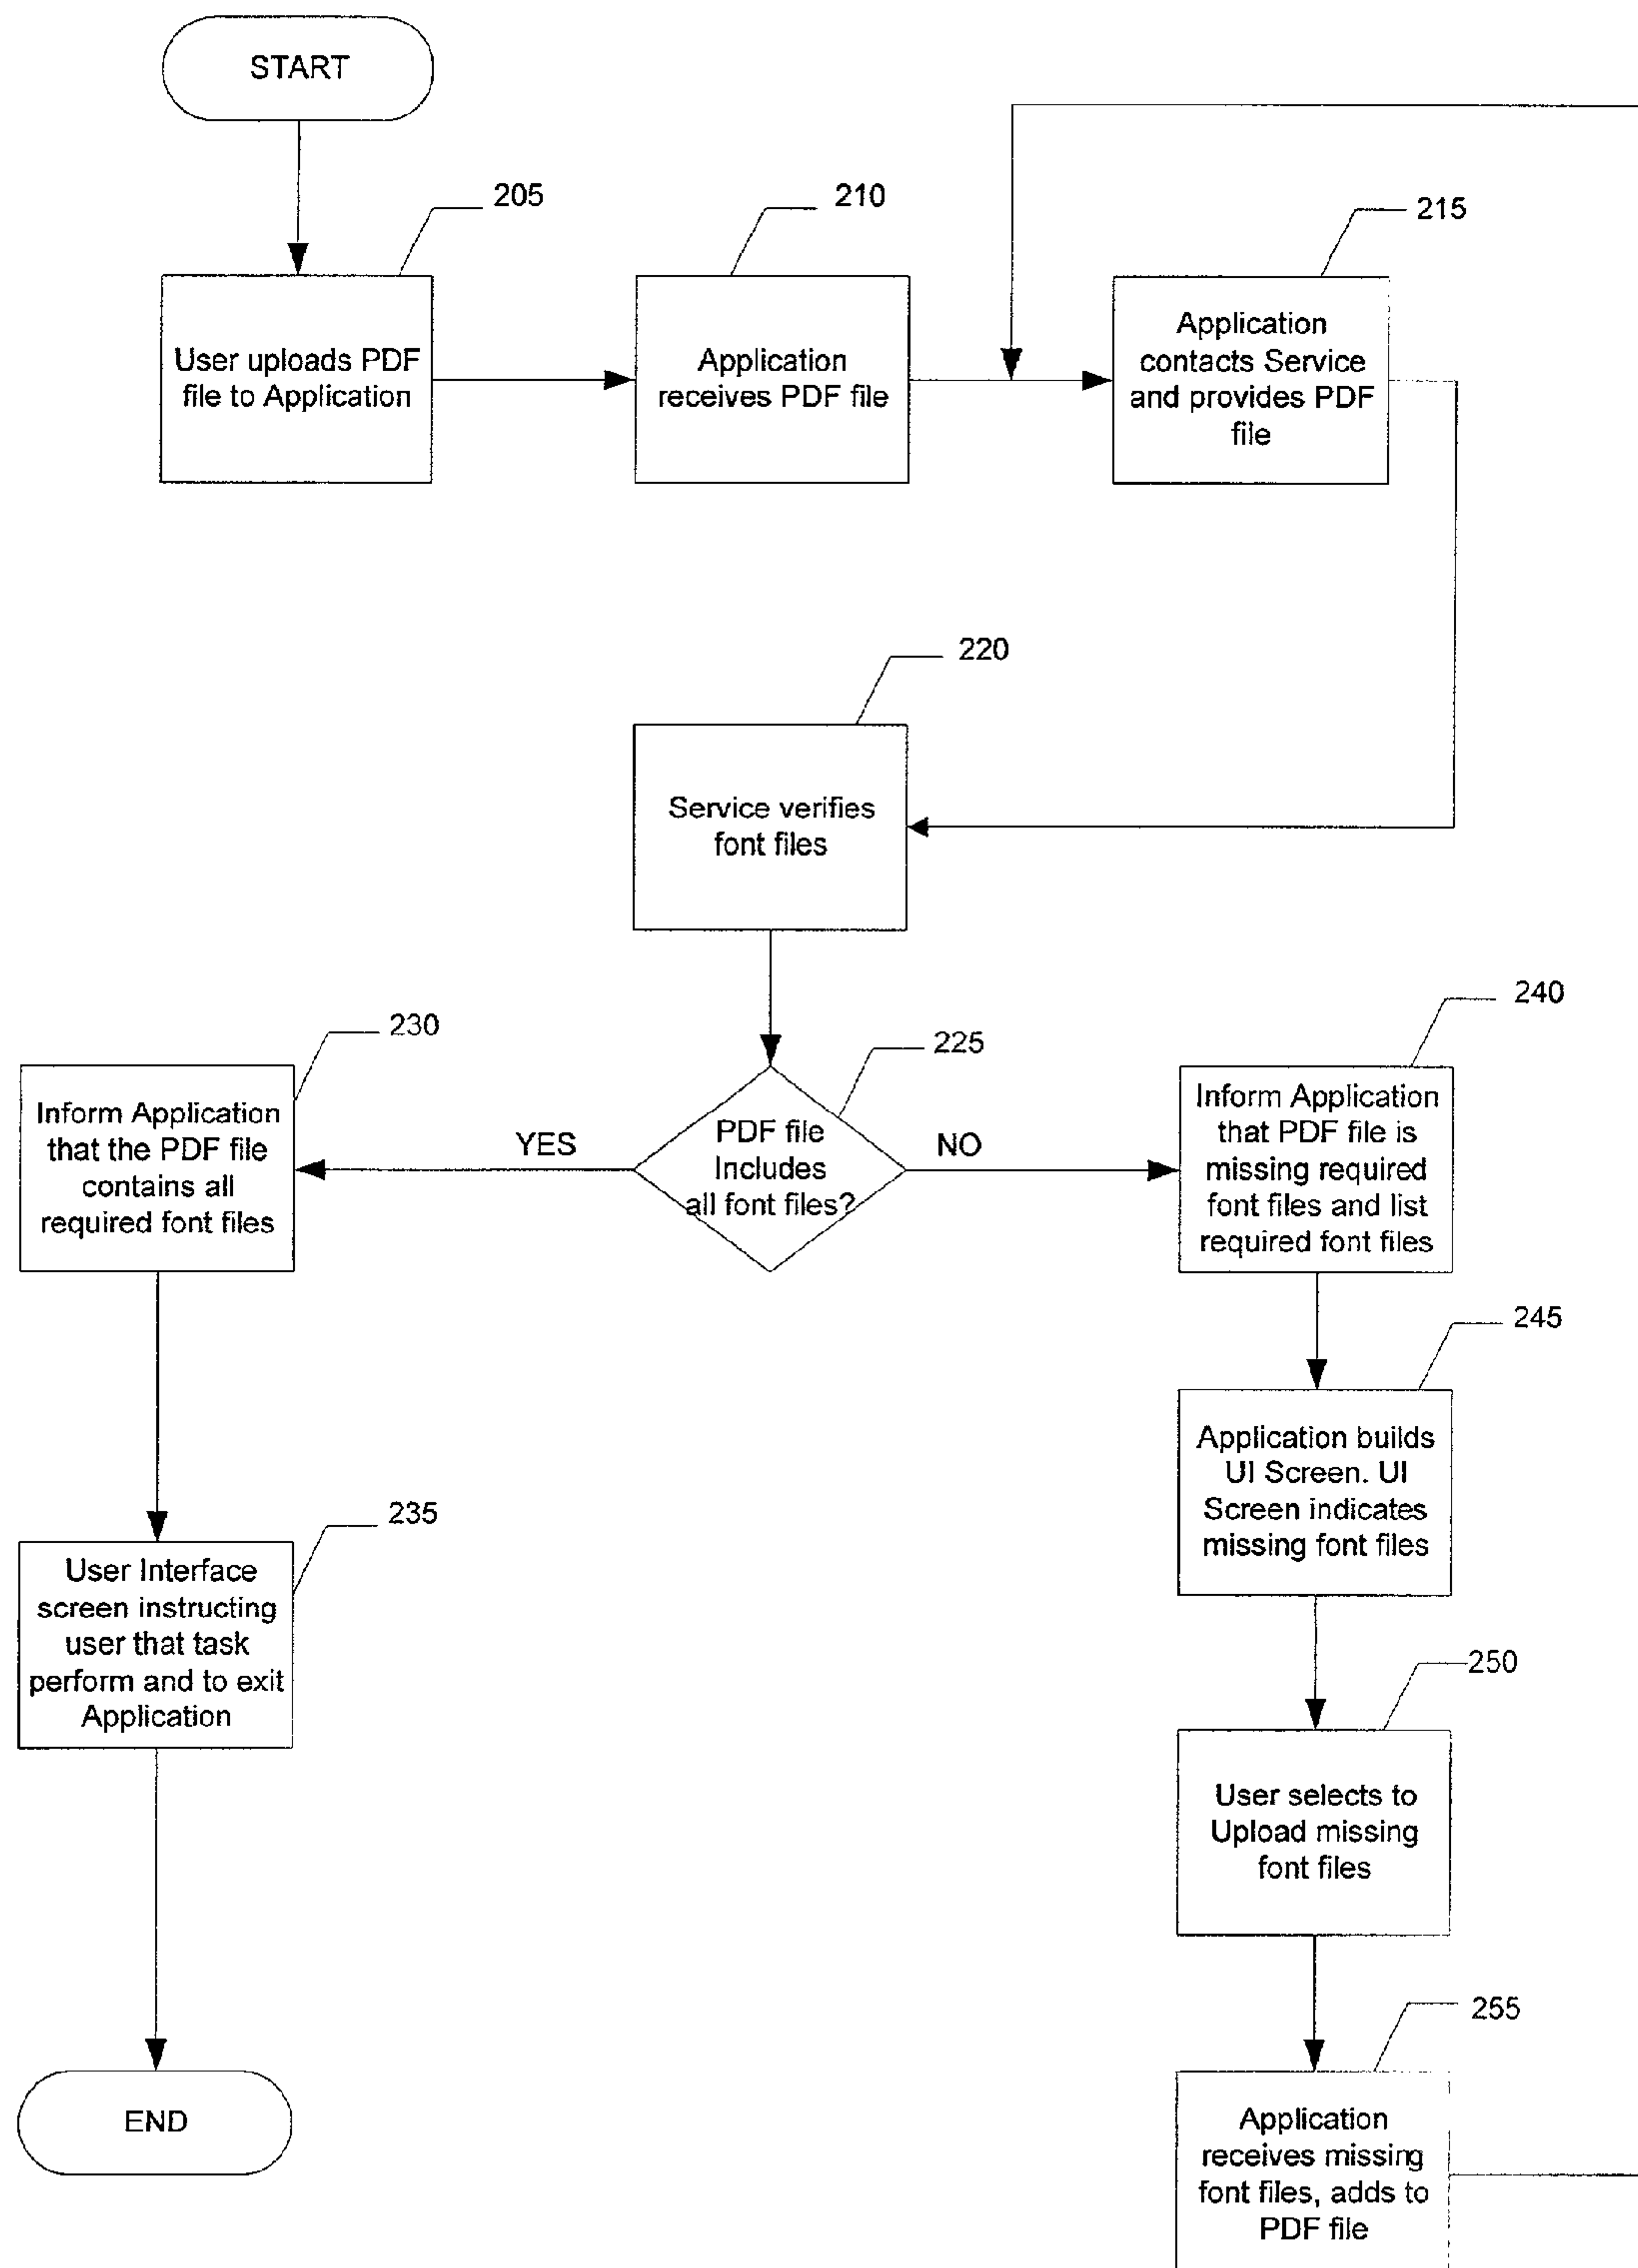 START
205
210
215
User uploads PDF
file to Application
Application
receives PDF file
Application
contacts Service
and provides PDF
file
220
Service verifies
font files
230
225
240
Inform Application
that the PDF file
contains all
required font files
YES
PDF file
Includes
all font files?
NO
Inform Application
that PDF file is
missing required
font files and list
required font files
245
Application builds
UI Screen. UI
Screen indicates
missing font files
235
User Interface
screen instructing
user that task
perform and to exit
Application
250
User selects to
Upload missing
font files
255
END
Application
receives missing
font files, adds to
PDF file